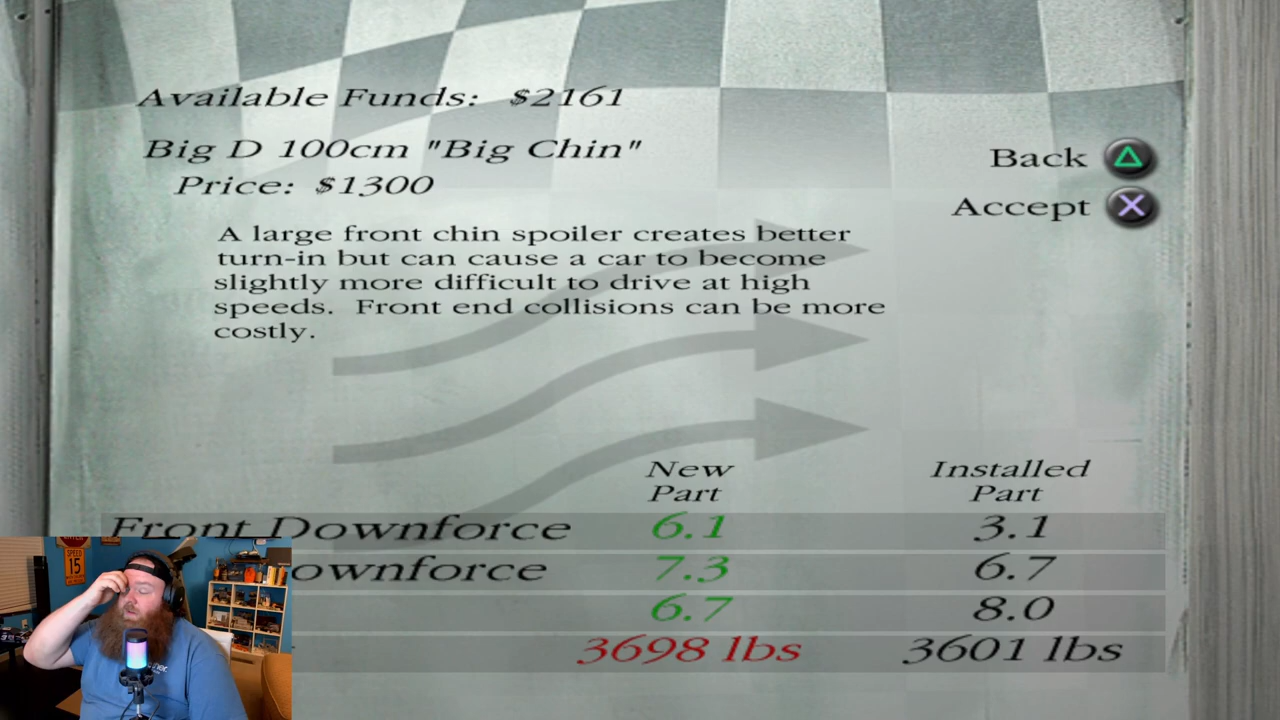 Available Funds: $2161
Big D 100cm "Big Chin"
Price: $1300
Back
Accept
A large front chin spoiler creates better
turn-in but can cause a car to become
slightly more difficult to drive at high
speeds. Front end collisions can be more
costly.
New Part
Installed Part
Front Downforce 6.1 3.1
ownforce 7.3 6.7
6.7 8.0
3698 lbs 3601 lbs
SPEED
15